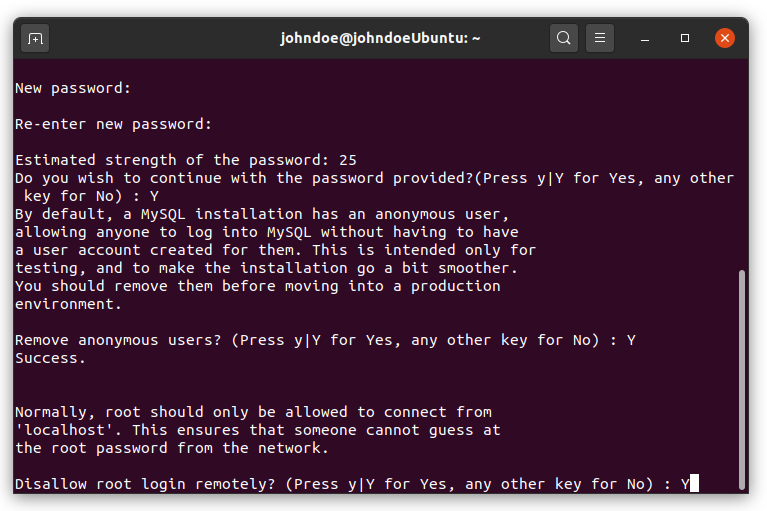 johndoe@johndoeUbuntu: ~
New password:
Re-enter new password:
Estimated strength of the password: 25
Do you wish to continue with the password provided?(Press y|Y for Yes, any other
 key for No) : Y
By default, a MySQL installation has an anonymous user,
allowing anyone to log into MySQL without having to have
a user account created for them. This is intended only for
testing, and to make the installation go a bit smoother.
You should remove them before moving into a production
environment.
Remove anonymous users? (Press y|Y for Yes, any other key for No) : Y
Success.
Normally, root should only be allowed to connect from
'localhost'. This ensures that someone cannot guess at
the root password from the network.
Disallow root login remotely? (Press y|Y for Yes, any other key for No) : Y